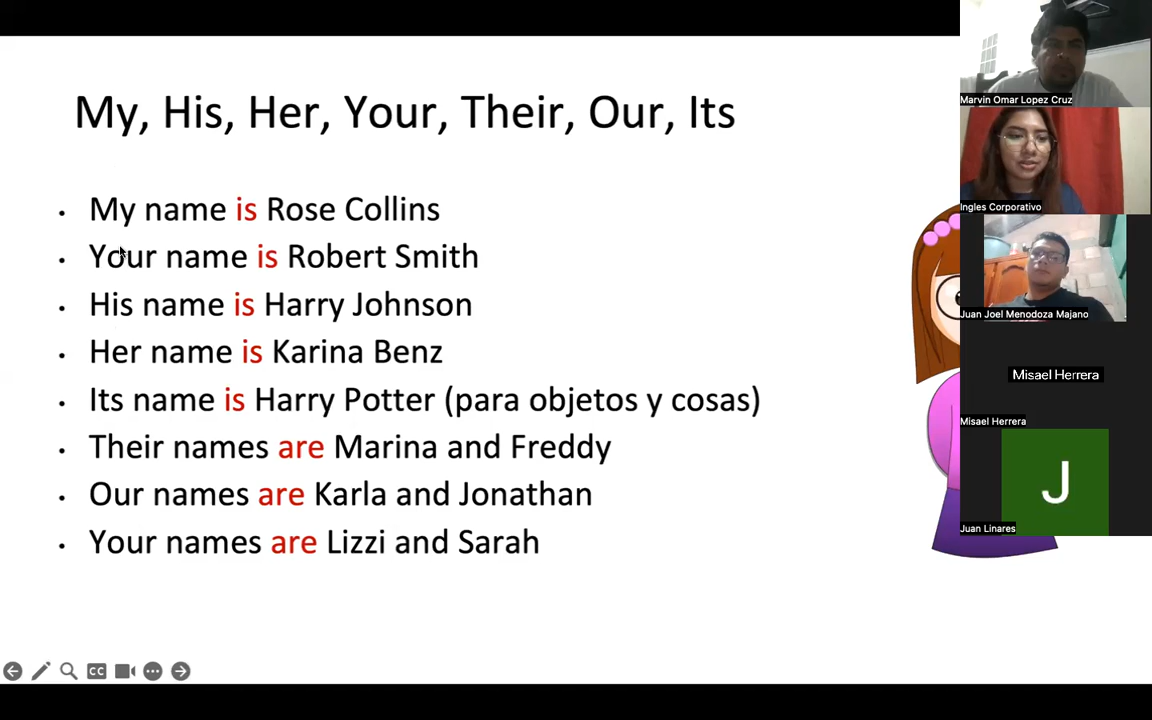 My, His, Her, Your, Their, Our, Its
• My name is Rose Collins
• Your name is Robert Smith
• His name is Harry Johnson
• Her name is Karina Benz
• Its name is Harry Potter (para objetos y cosas)
• Their names are Marina and Freddy
• Our names are Karla and Jonathan
• Your names are Lizzi and Sarah
CC
Marvin Omar Lopez Cruz
Ingles Corporativo
Juan Joel Menodoza Majano
Misael Herrera
Misael Herrera
J
Juan Linares